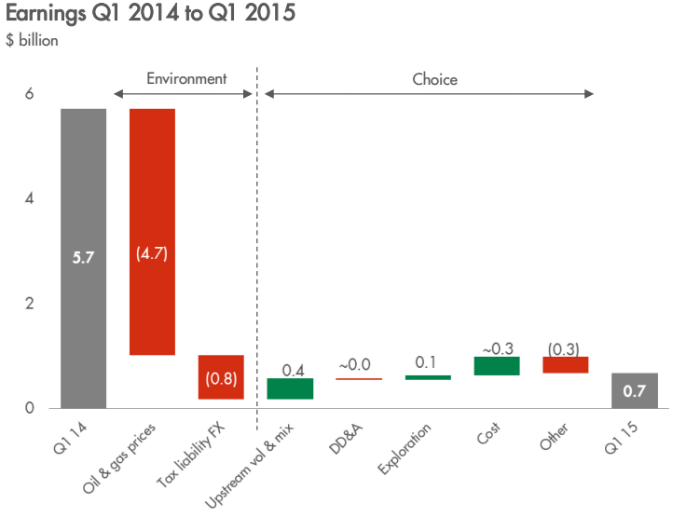 Earnings Q1 2014 to Q1 2015
$ billion
Environment
Choice
6
4
2
0
5.7
(4.7)
(0.8)
0.4
~0.0
0.1
~0.3
(0.3)
0.7
Q1 14
Oil & gas prices
Tax liability FX
Upstream vol & mix
DD&A
Exploration
Cost
Other
Q1 15